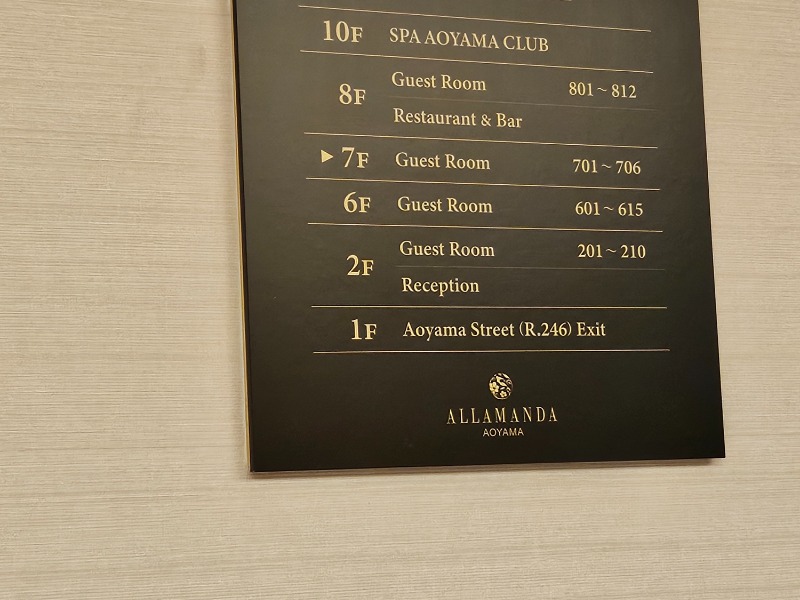 10F SPA AOYAMA CLUB
8F Guest Room 801~812
Restaurant & Bar
▶ 7F Guest Room 701~706
6F Guest Room 601~615
2F Guest Room 201~210
Reception
1F Aoyama Street (R.246) Exit
ALLAMANDA
AOYAMA